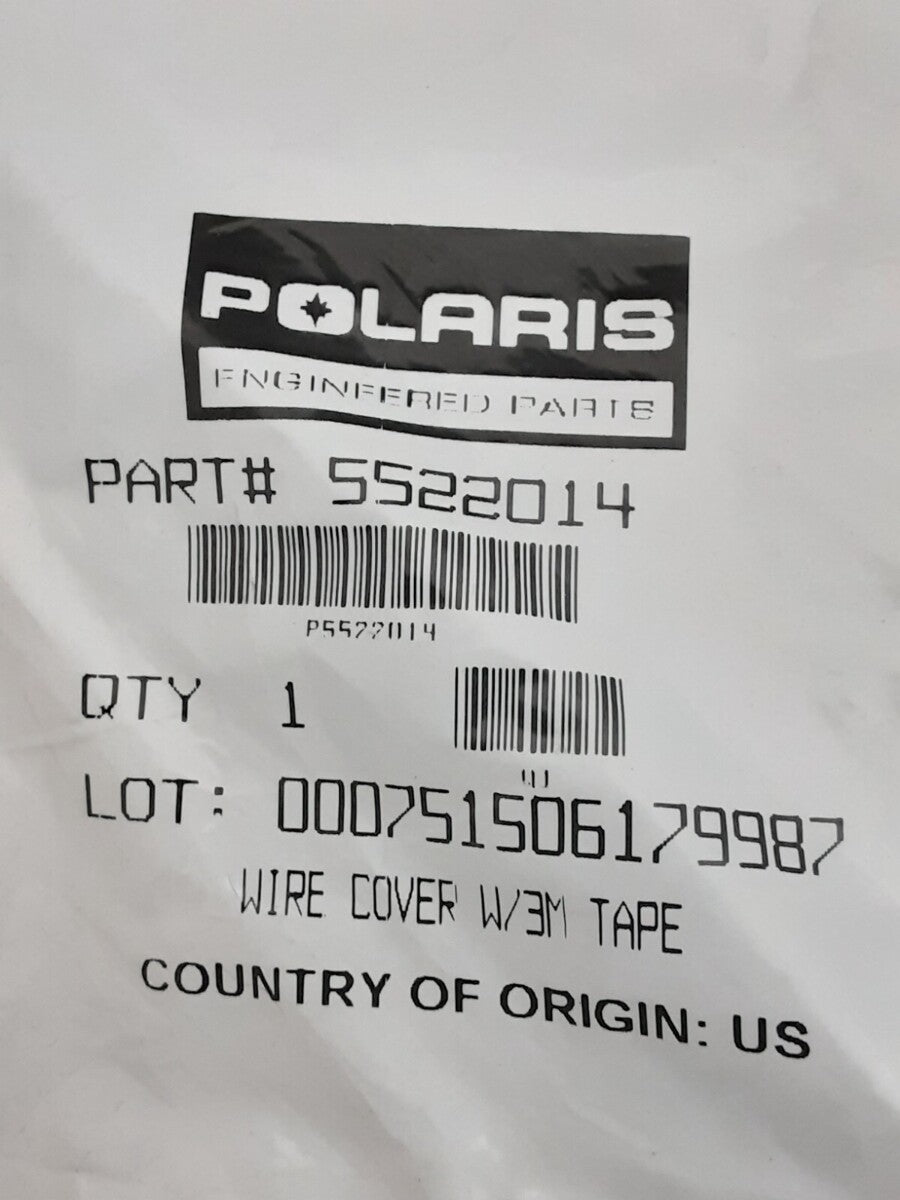 POLARIS
ENGINEERED PARTS
PART# 5522014
P5522014
QTY 1
LOT: 000751506179987
WIRE COVER W/3M TAPE
COUNTRY OF ORIGIN: US